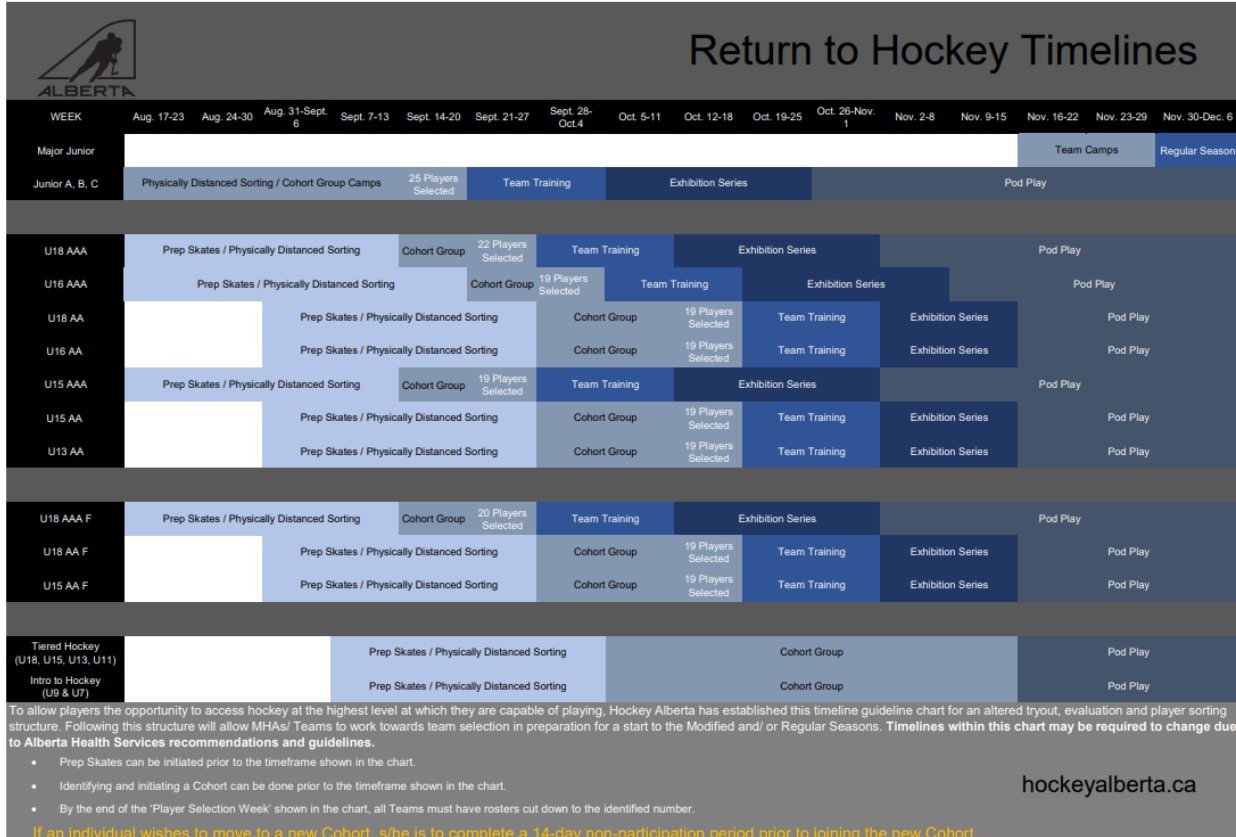 Return to Hockey Timelines
ALBERTA
WEEK Aug. 17-23 Aug. 24-30 Aug. 31-Sept. 6 Sept. 7-13 Sept. 14-20 Sept. 21-27 Sept. 28-Oct.4 Oct. 5-11 Oct. 12-18 Oct. 19-25 Oct. 26-Nov. 1 Nov. 2-8 Nov. 9-15 Nov. 16-22 Nov. 23-29 Nov. 30-Dec. 6
Major Junior Team Camps Regular Season
Junior A, B, C Physically Distanced Sorting / Cohort Group Camps 25 Players Selected Team Training Exhibition Series Pod Play
U18 AAA Prep Skates / Physically Distanced Sorting Cohort Group 22 Players Selected Team Training Exhibition Series Pod Play
U16 AAA Prep Skates / Physically Distanced Sorting Cohort Group 19 Players Selected Team Training Exhibition Series Pod Play
U18 AA Prep Skates / Physically Distanced Sorting Cohort Group 19 Players Selected Team Training Exhibition Series Pod Play
U16 AA Prep Skates / Physically Distanced Sorting Cohort Group 19 Players Selected Team Training Exhibition Series Pod Play
U15 AAA Prep Skates / Physically Distanced Sorting Cohort Group 19 Players Selected Team Training Exhibition Series Pod Play
U15 AA Prep Skates / Physically Distanced Sorting Cohort Group 19 Players Selected Team Training Exhibition Series Pod Play
U13 AA Prep Skates / Physically Distanced Sorting Cohort Group 19 Players Selected Team Training Exhibition Series Pod Play
U18 AAA F Prep Skates / Physically Distanced Sorting Cohort Group 20 Players Selected Team Training Exhibition Series Pod Play
U18 AA F Prep Skates / Physically Distanced Sorting Cohort Group 19 Players Selected Team Training Exhibition Series Pod Play
U15 AA F Prep Skates / Physically Distanced Sorting Cohort Group 19 Players Selected Team Training Exhibition Series Pod Play
Tiered Hockey (U18, U15, U13, U11) Prep Skates / Physically Distanced Sorting Cohort Group Pod Play
Intro to Hockey (U9 & U7) Prep Skates / Physically Distanced Sorting Cohort Group Pod Play
To allow players the opportunity to access hockey at the highest level at which they are capable of playing, Hockey Alberta has established this timeline guideline chart for an altered tryout, evaluation and player sorting
structure. Following this structure will allow MHAs/ Teams to work towards team selection in preparation for a start to the Modified and/ or Regular Seasons. Timelines within this chart may be required to change due
to Alberta Health Services recommendations and guidelines.
• Prep Skates can be initiated prior to the timeframe shown in the chart.
• Identifying and initiating a Cohort can be done prior to the timeframe shown in the chart.
• By the end of the 'Player Selection Week' shown in the chart, all Teams must have rosters cut down to the identified number.
hockeyalberta.ca
If an individual wishes to move to a new Cohort, s/he is to complete a 14-day non-participation period prior to joining the new Cohort